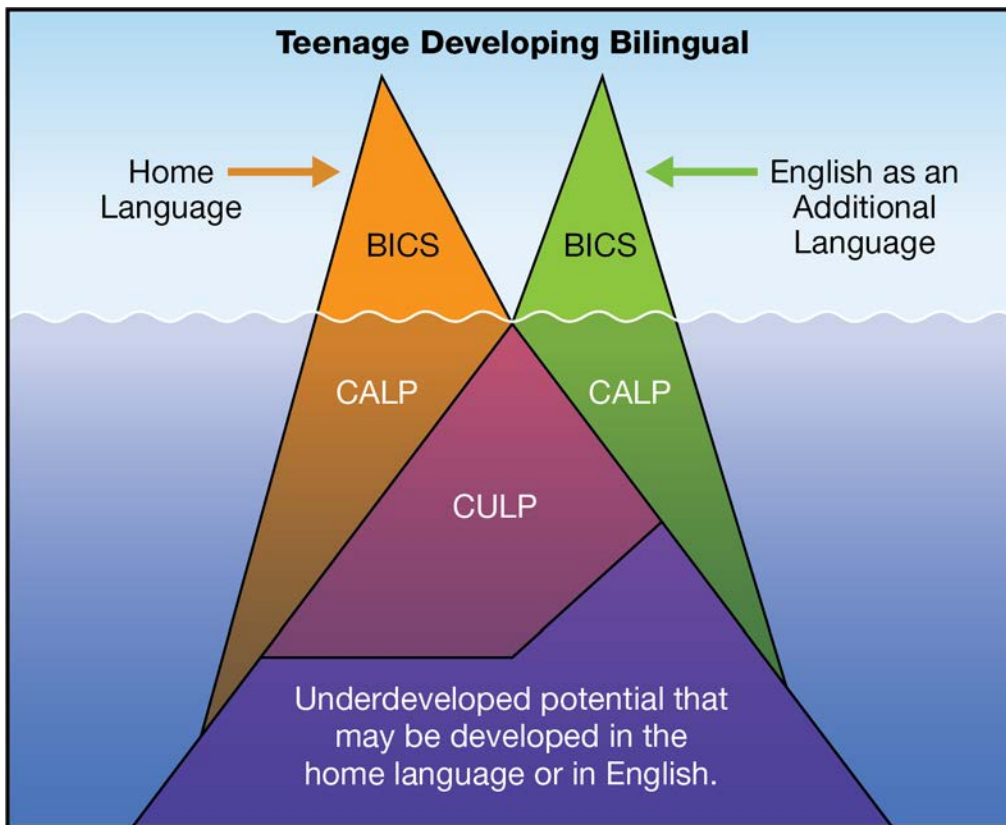 Teenage Developing Bilingual
Home
Language
English as an
Additional
Language
BICS
BICS
CALP
CALP
CULP
Underdeveloped potential that
may be developed in the
home language or in English.